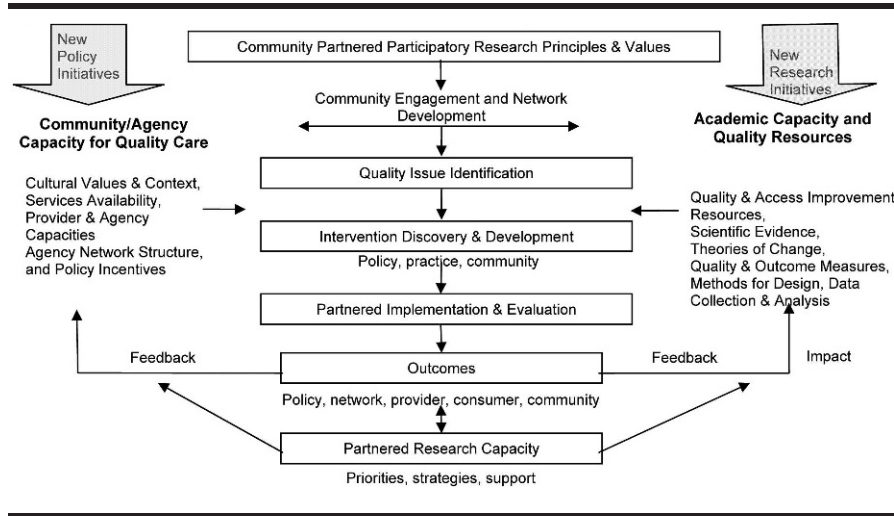 New
Policy
Initiatives
Community Partnered Participatory Research Principles & Values
New
Research
Initiatives
Community Engagement and Network
Development
Community/Agency
Capacity for Quality Care
Academic Capacity and
Quality Resources
Quality Issue Identification
Cultural Values & Context,
Services Availability,
Provider & Agency
Capacities
Agency Network Structure,
and Policy Incentives
Quality & Access Improvement
Resources,
Scientific Evidence,
Theories of Change,
Quality & Outcome Measures,
Methods for Design, Data
Collection & Analysis
Intervention Discovery & Development
Policy, practice, community
Partnered Implementation & Evaluation
Feedback
Outcomes
Feedback
Impact
Policy, network, provider, consumer, community
Partnered Research Capacity
Priorities, strategies, support